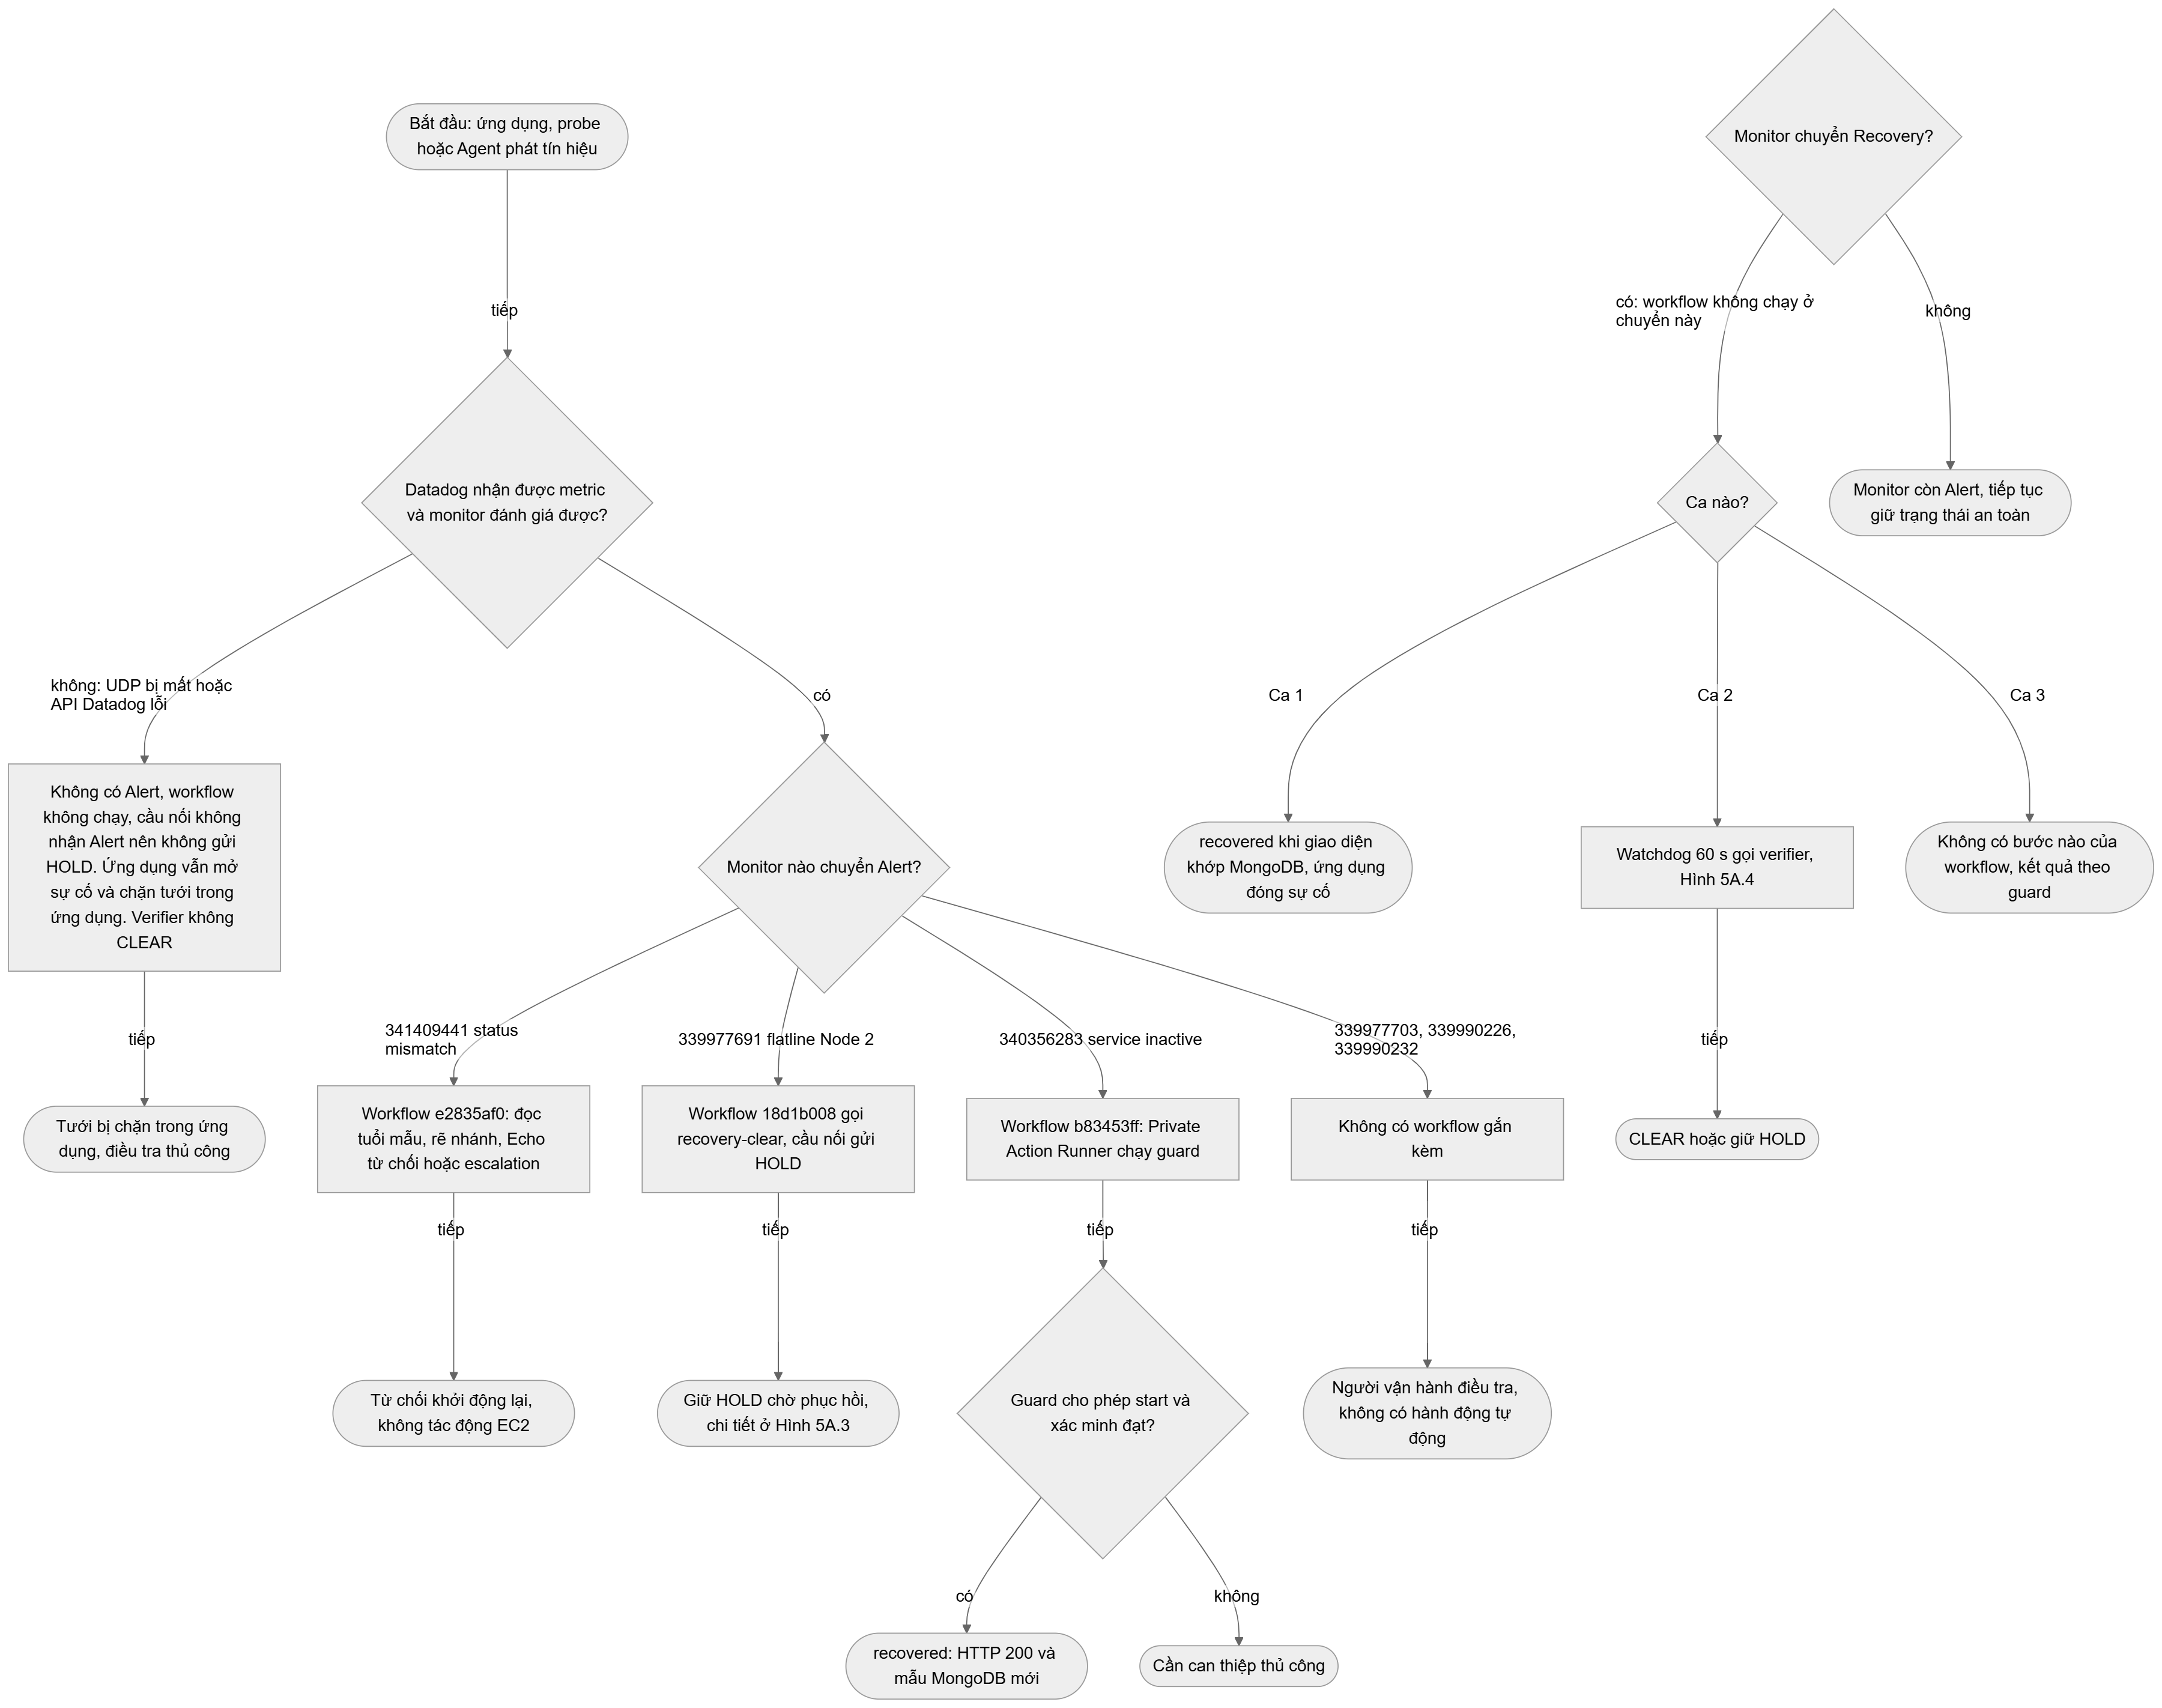 Bắt đầu: ứng dụng, probe
hoặc Agent phát tín hiệu
tiếp
Datadog nhận được metric
và monitor đánh giá được?
không: UDP bị mất hoặc
API Datadog lỗi
có
Không có Alert, workflow
không chạy, cầu nối không
nhận Alert nên không gửi
HOLD. Ứng dụng vẫn mở
sự cố và chặn tưới trong
ứng dụng. Verifier không
CLEAR
tiếp
Tưới bị chặn trong ứng
dụng, điều tra thủ công
Monitor nào chuyển Alert?
341409441 status
mismatch
339977691 flatline Node 2
340356283 service inactive
339977703, 339990226,
339990232
Workflow e2835af0: đọc
tuổi mẫu, rẽ nhánh, Echo
từ chối hoặc escalation
tiếp
Từ chối khởi động lại,
không tác động EC2
Workflow 18d1b008 gọi
recovery-clear, cầu nối gửi
HOLD
tiếp
Giữ HOLD chờ phục hồi,
chi tiết ở Hình 5A.3
Workflow b83453ff: Private
Action Runner chạy guard
tiếp
Guard cho phép start và
xác minh đạt?
có
không
recovered: HTTP 200 và
mẫu MongoDB mới
Cần can thiệp thủ công
Không có workflow gắn
kèm
tiếp
Người vận hành điều tra,
không có hành động tự
động
Monitor chuyển Recovery?
có: workflow không chạy ở
chuyển này
không
Ca nào?
Monitor còn Alert, tiếp tục
giữ trạng thái an toàn
Ca 1
Ca 2
Ca 3
recovered khi giao diện
khớp MongoDB, ứng dụng
đóng sự cố
Watchdog 60 s gọi verifier,
Hình 5A.4
tiếp
CLEAR hoặc giữ HOLD
Không có bước nào của
workflow, kết quả theo
guard